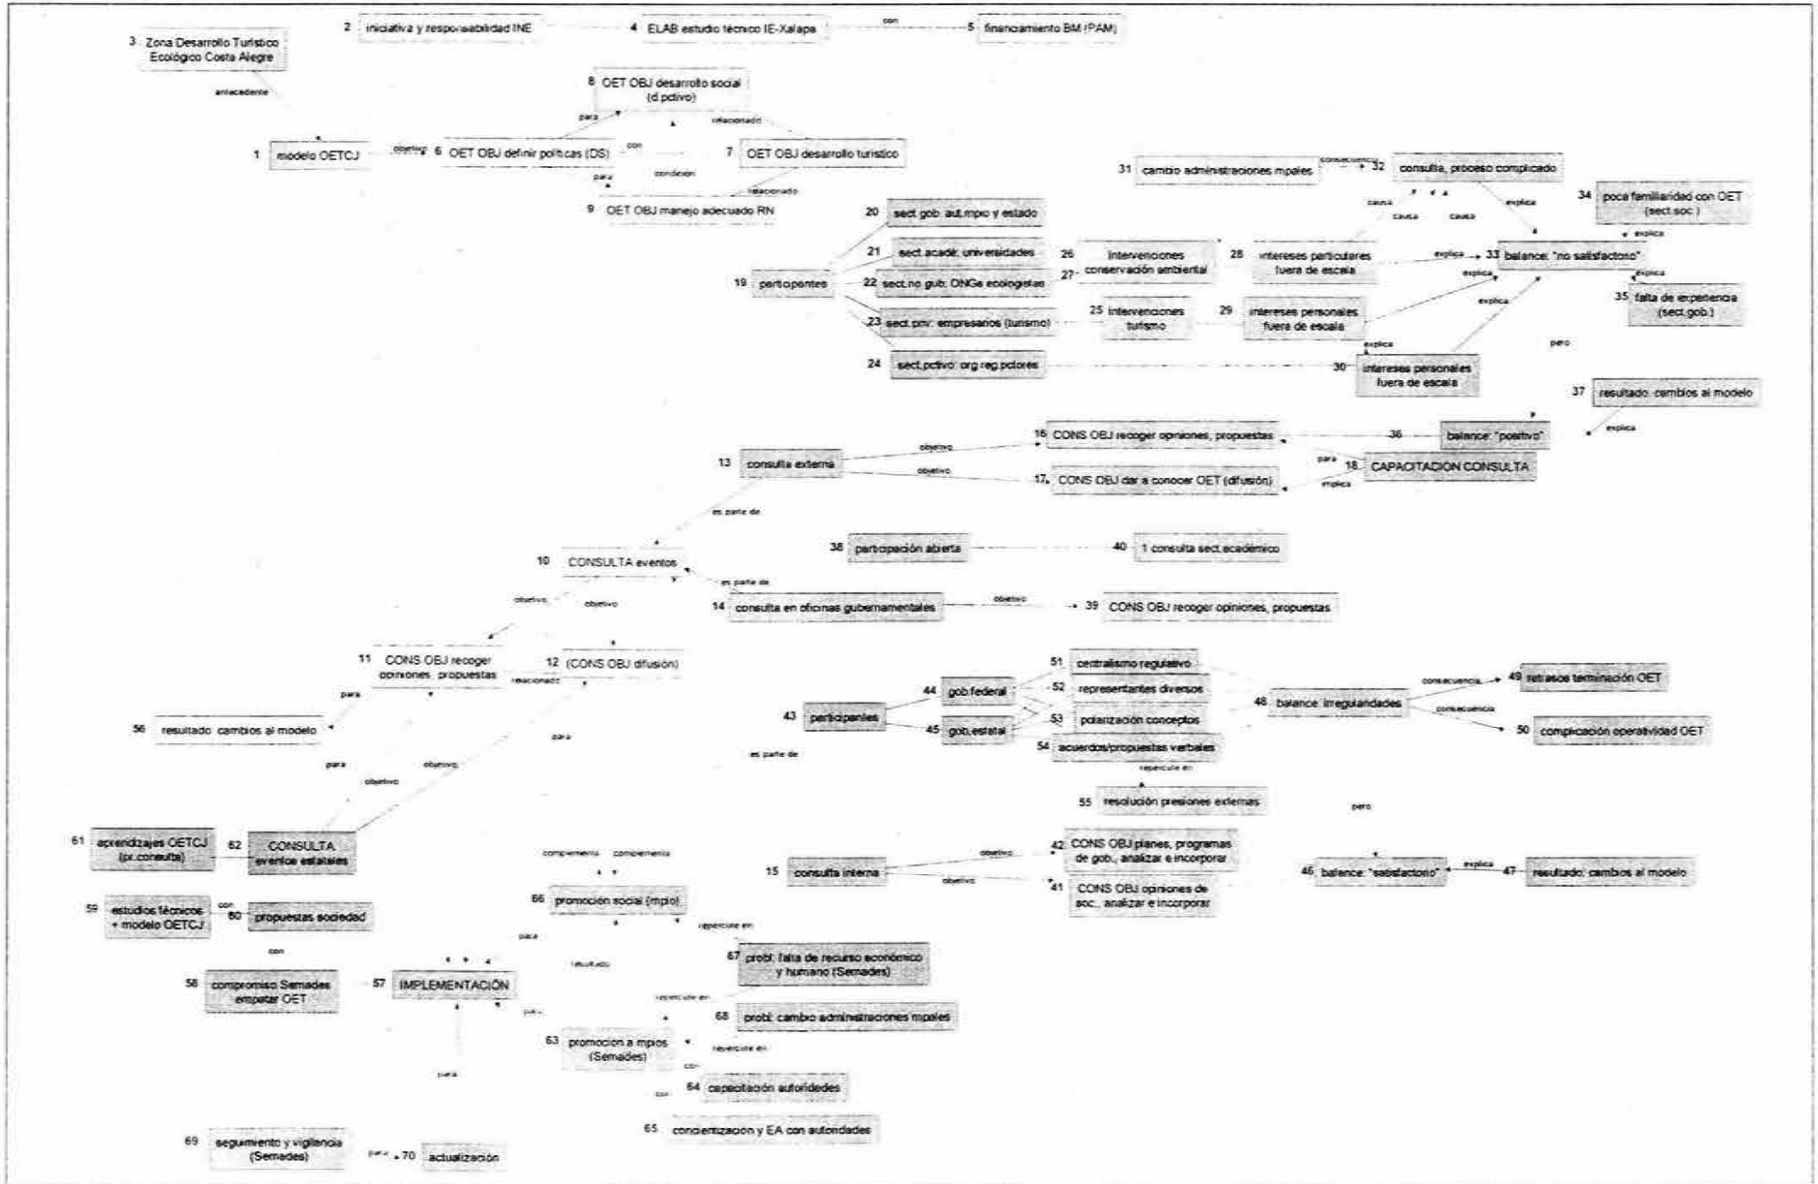 2 iniciativa y responsabilidad INE
4 ELAB estudio técnico IE-Xalapa
con
5 financiamiento BM (PAM)
3 Zona Desarrollo Turístico
Ecológico Costa Alegre
antecedente
8 OET OBJ desarrollo social
(d.pctivo)
para
relacionado
1 modelo OETCJ
objetivo
6 OET OBJ definir políticas (DS)
con
7 OET OBJ desarrollo turístico
para
condición
relacionado
9 OET OBJ manejo adecuado RN
31 cambio administraciones mpales
consecuencia
32 consulta, proceso complicado
causa
causa
causa
explica
34 poca familiaridad con OET
(sect.soc.)
explica
20 sect.gob: aut.mpio y estado
21 sect.acadé: universidades
26 intervenciones
conservación ambiental
27
28 intereses particulares
fuera de escala
explica
33 balance: "no satisfactorio"
19 participantes
22 sect.no gub: ONGs ecologistas
explica
explica
35 falta de experiencia
(sect.gob.)
23 sect.priv: empresarios (turismo)
25 intervenciones
turismo
29 intereses personales
fuera de escala
explica
explica
pero
24 sect.pctivo: org.reg.pctores
30 intereses personales
fuera de escala
37 resultado: cambios al modelo
explica
16 CONS OBJ recoger opiniones, propuestas
36 balance: "positivo"
objetivo
13 consulta externa
objetivo
para
18 CAPACITACIÓN CONSULTA
17 CONS OBJ dar a conocer OET (difusión)
implica
es parte de
38 participación abierta
40 1 consulta sect.académico
10 CONSULTA eventos
es parte de
objetivo
objetivo
14 consulta en oficinas gubernamentales
objetivo
39 CONS OBJ recoger opiniones, propuestas
11 CONS OBJ recoger
opiniones, propuestas
relacionado
12 (CONS OBJ difusión)
para
51 centralismo regulativo
44 gob.federal
52 representantes diversos
consecuencia
49 retrasos terminación OET
43 participantes
53 polarización conceptos
48 balance: irregularidades
consecuencia
56 resultado: cambios al modelo
45 gob.estatal
54 acuerdos/propuestas verbales
50 complicación operatividad OET
para
para
objetivo
objetivo
es parte de
repercute en
55 resolución presiones externas
pero
61 aprendizajes OETCJ
(pr.consulta)
62 CONSULTA
eventos estatales
complementa
complementa
42 CONS OBJ planes, programas
de gob., analizar e incorporar
objetivo
15 consulta interna
objetivo
41 CONS OBJ opiniones de
soc., analizar e incorporar
46 balance: "satisfactorio"
explica
47 resultado: cambios al modelo
59 estudios técnicos
+ modelo OETCJ
con
60 propuestas sociedad
66 promoción social (mpio)
repercute en
con
para
resultado
67 probl: falta de recurso económico
y humano (Semades)
58 compromiso Semades
empatar OET
57 IMPLEMENTACIÓN
repercute en
para
68 probl: cambio administraciones mpales
63 promoción a mpios
(Semades)
repercute en
con
para
con
64 capacitación autoridades
65 concientización y EA con autoridades
69 seguimiento y vigilancia
(Semades)
para
70 actualización